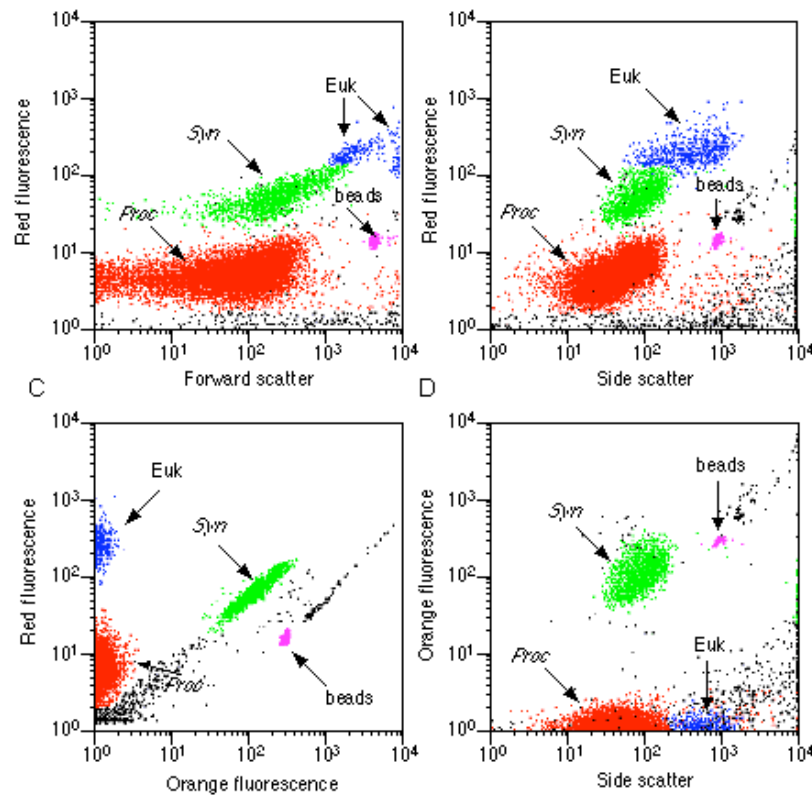 10⁴
10³
10²
10¹
10⁰
Red fluorescence
Euk
Syn
Proc
beads
10⁰ 10¹ 10² 10³ 10⁴
Forward scatter
10⁴
10³
10²
10¹
10⁰
Red fluorescence
Euk
Syn
beads
Proc
10¹ 10² 10³ 10⁴
Side scatter
C
10⁴
10³
10²
10¹
10⁰
Red fluorescence
Euk
Syn
Proc
beads
10⁰ 10¹ 10² 10³ 10⁴
Orange fluorescence
D
10⁴
10³
10²
10¹
10⁰
Orange fluorescence
beads
Syn
Proc
Euk
10¹ 10² 10³ 10⁴
Side scatter